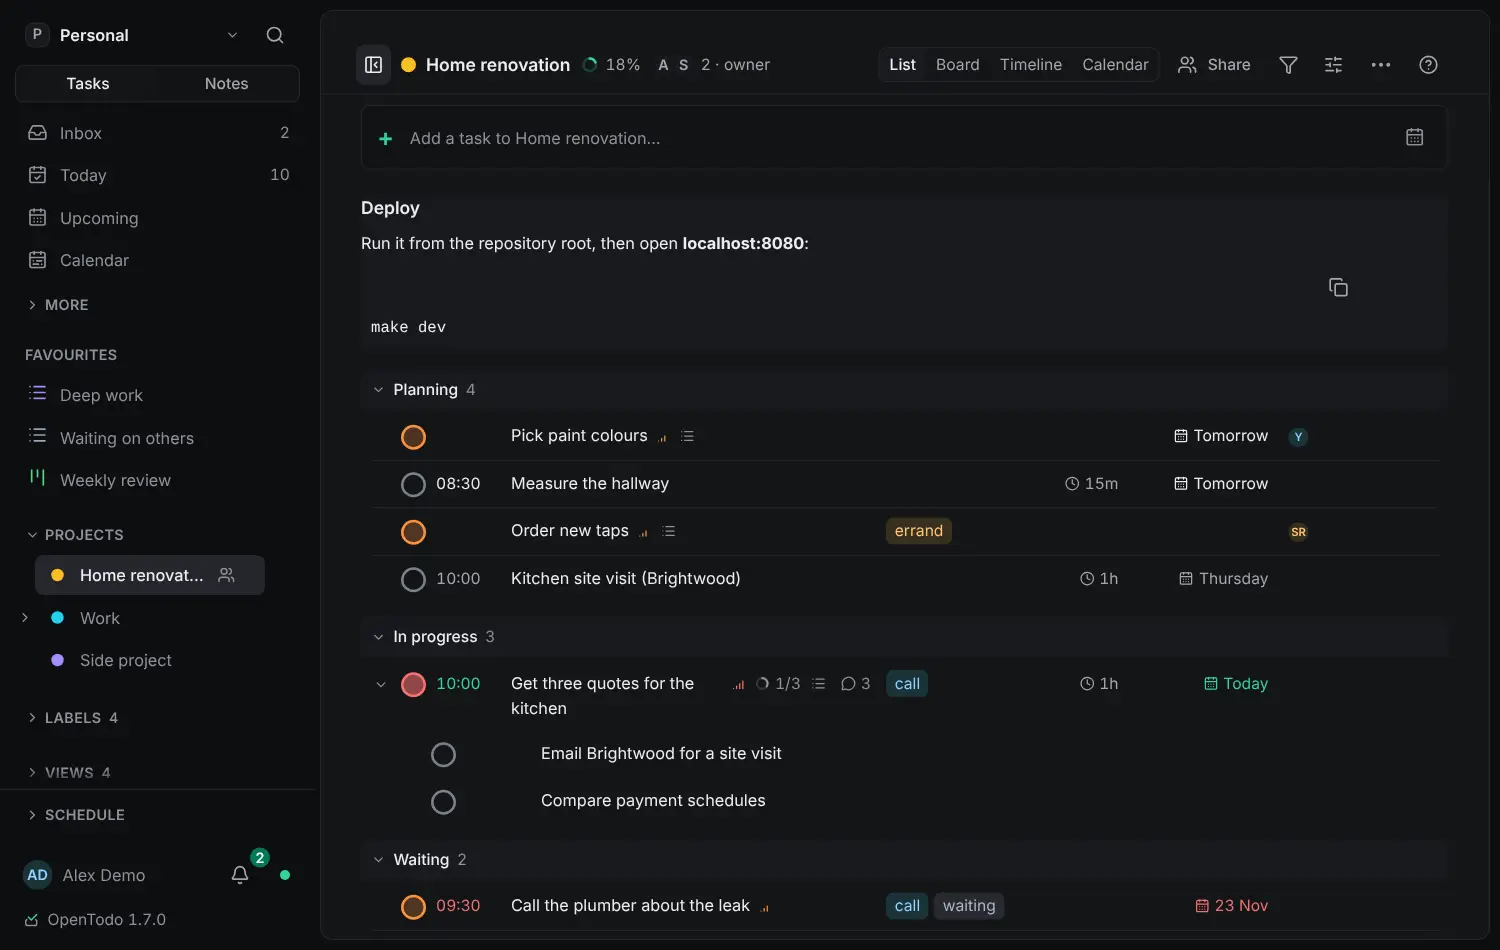 P Personal
Tasks Notes
Inbox 2
Today 10
Upcoming
Calendar
MORE
FAVOURITES
Deep work
Waiting on others
Weekly review
PROJECTS
Home renovat...
Work
Side project
LABELS 4
VIEWS 4
SCHEDULE
AD Alex Demo 2
OpenTodo 1.7.0
Home renovation 18% A S 2 · owner List Board Timeline Calendar Share
Add a task to Home renovation...
Deploy
Run it from the repository root, then open localhost:8080:
make dev
Planning 4
Pick paint colours Tomorrow Y
08:30 Measure the hallway 15m Tomorrow
Order new taps errand SR
10:00 Kitchen site visit (Brightwood) 1h Thursday
In progress 3
10:00 Get three quotes for the 1/3 3 call 1h Today
kitchen
Email Brightwood for a site visit
Compare payment schedules
Waiting 2
09:30 Call the plumber about the leak call waiting 23 Nov